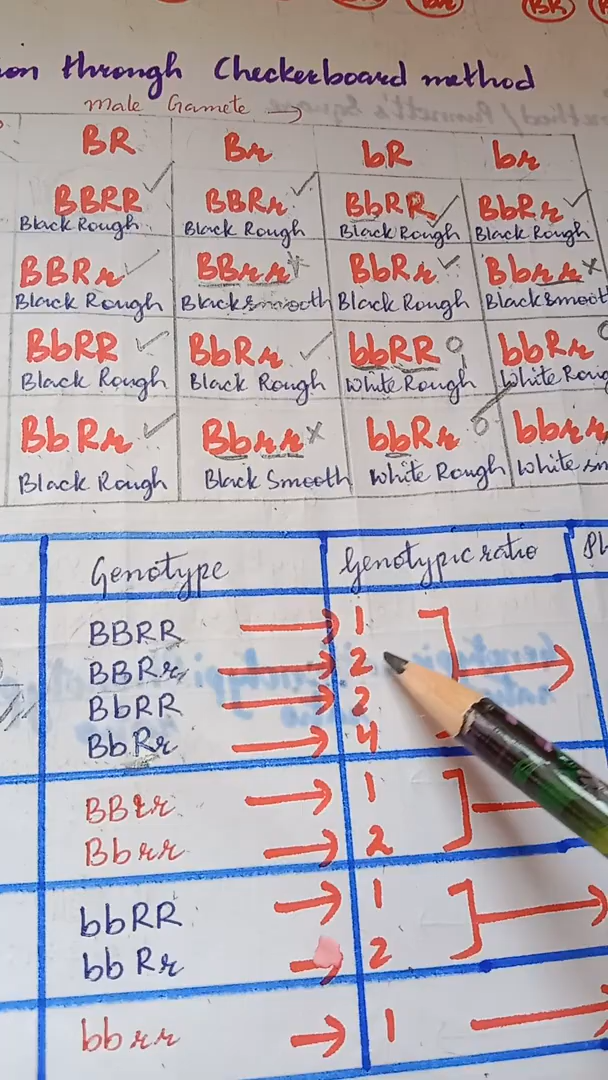 on through Checkerboard method
Male Gamete →
BR Br bR br
BBRR BBRr BbRR BbRr
Black Rough Black Rough Black Rough Black Rough
BBRr BBrr BbRr Bbrr
Black Rough Black smooth Black Rough Black smoot
BbRR BbRr bbRR bbRr
Black Rough Black Rough White Rough White Roug
BbRr Bbrr bbRr bbrr
Black Rough Black Smooth White Rough White sm
Genotype Genotypic ratio Ph
BBRR → 1
BBRr → 2
BbRR → 2
BbRr → 4
BBrr → 1
Bbrr → 2
bbRR → 1
bbRr → 2
bbrr → 1